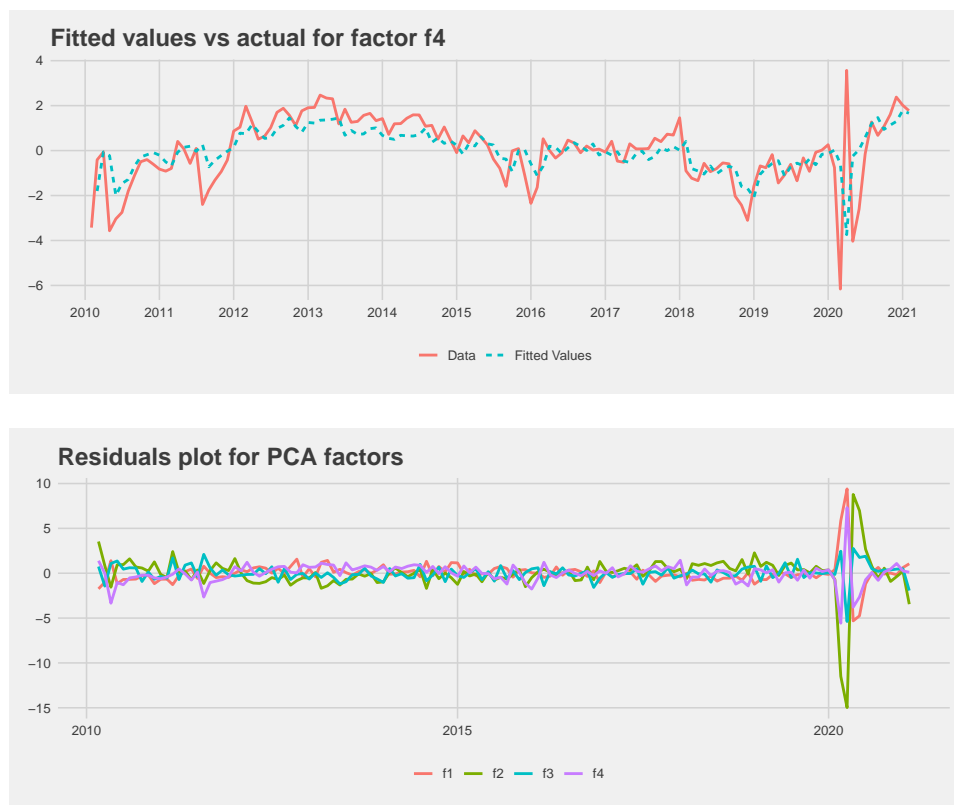 Fitted values vs actual for factor f4
4
2
0
−2
−4
−6
2010 2011 2012 2013 2014 2015 2016 2017 2018 2019 2020 2021
Data Fitted Values
Residuals plot for PCA factors
10
5
0
−5
−10
−15
2010 2015 2020
f1 f2 f3 f4